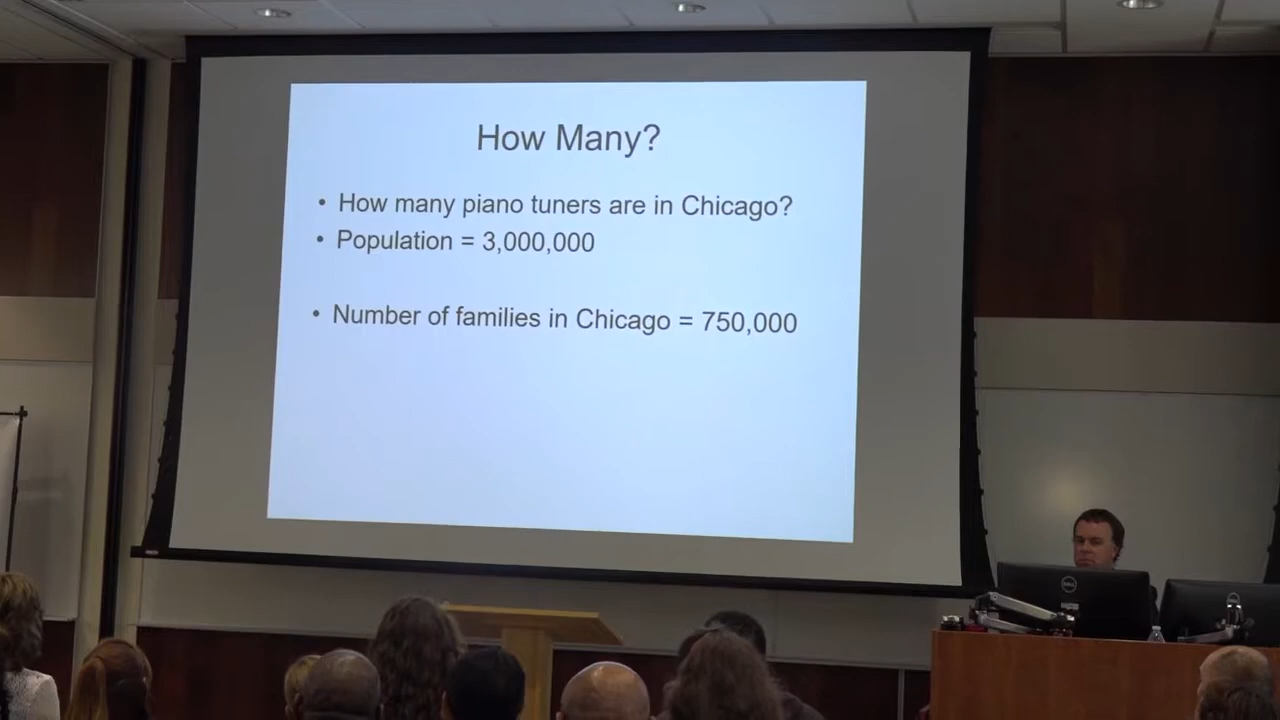 How Many?
• How many piano tuners are in Chicago?
• Population = 3,000,000
• Number of families in Chicago = 750,000
DELL